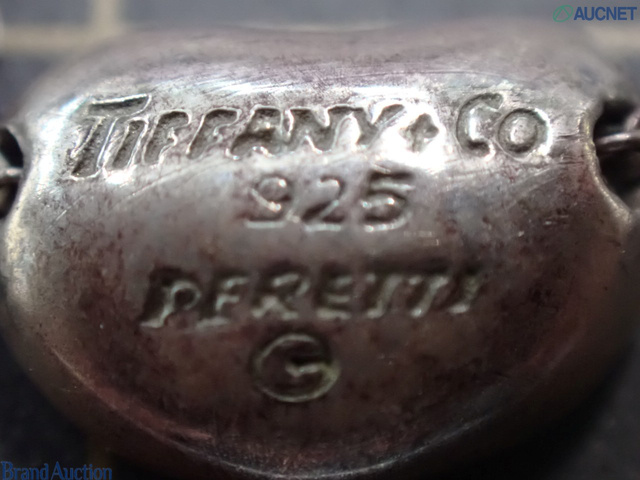 AUCNET
TIFFANY + CO
925
PERETTI
G
Brand Auction